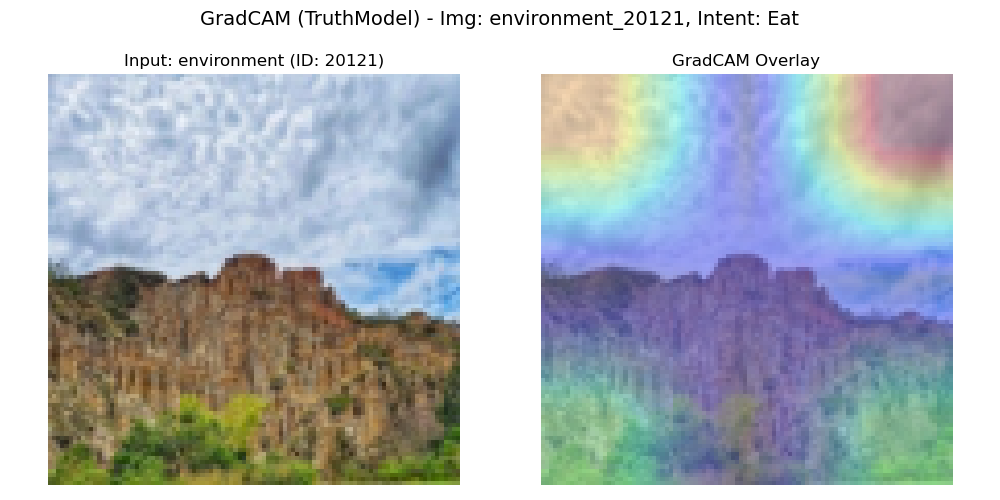 GradCAM (TruthModel) - Img: environment_20121, Intent: Eat
Input: environment (ID: 20121)
GradCAM Overlay